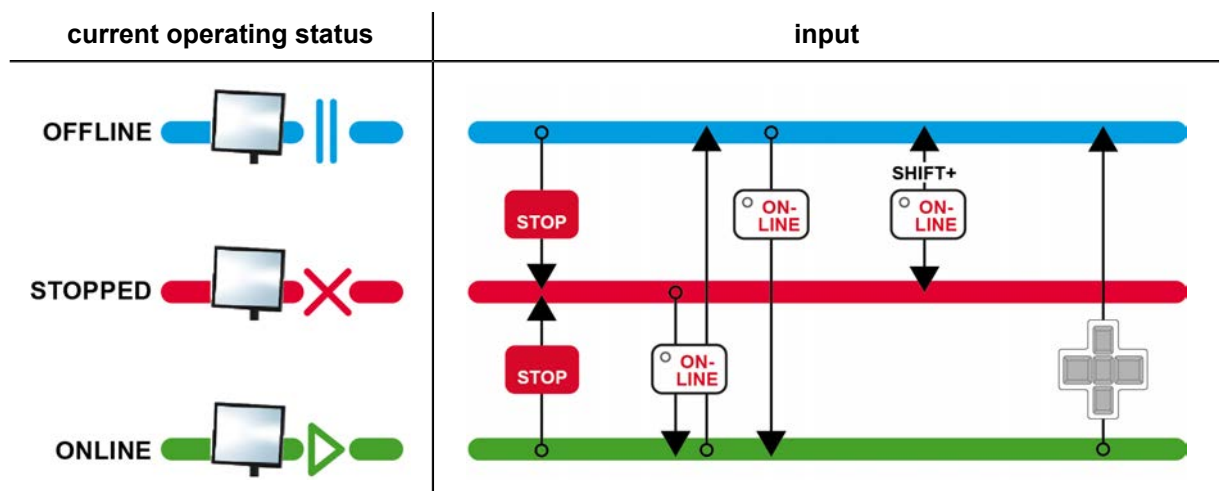 current operating status
input
OFFLINE
STOP
ON-
LINE
SHIFT+
ON-
LINE
STOPPED
STOP
ON-
LINE
ONLINE